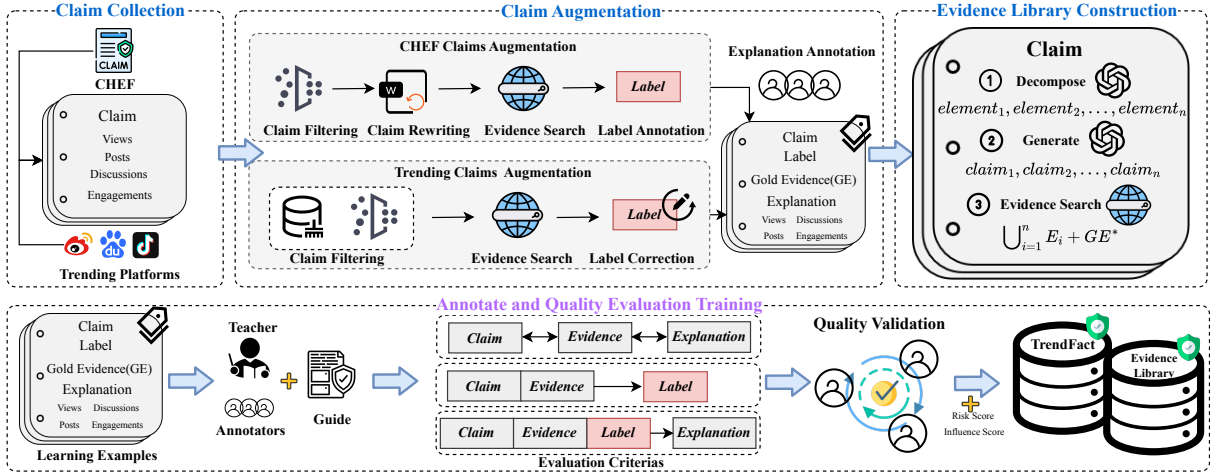 Claim Collection
CLAIM
CHEF
Claim
Views
Posts
Discussions
Engagements
du
Trending Platforms
Claim Augmentation
CHEF Claims Augmentation
W
Label
Claim Filtering
Claim Rewriting
Evidence Search
Label Annotation
Trending Claims Augmentation
Label
Claim Filtering
Evidence Search
Label Correction
Explanation Annotation
Claim
Label
Gold Evidence(GE)
Explanation
Views Discussions
Posts Engagements
Evidence Library Construction
Claim
1 Decompose
element₁, element₂, . . . , elementₙ
2 Generate
claim₁, claim₂, . . . , claimₙ
3 Evidence Search
⋃ⁿᵢ₌₁ Eᵢ + GE*
Annotate and Quality Evaluation Training
Claim
Label
Gold Evidence(GE)
Explanation
Views Discussions
Posts Engagements
Learning Examples
Teacher
Annotators
Guide
Claim Evidence Explanation
Claim Evidence Label
Claim Evidence Label Explanation
Evaluation Criterias
Quality Validation
Risk Score
Influence Score
TrendFact
Evidence
Library